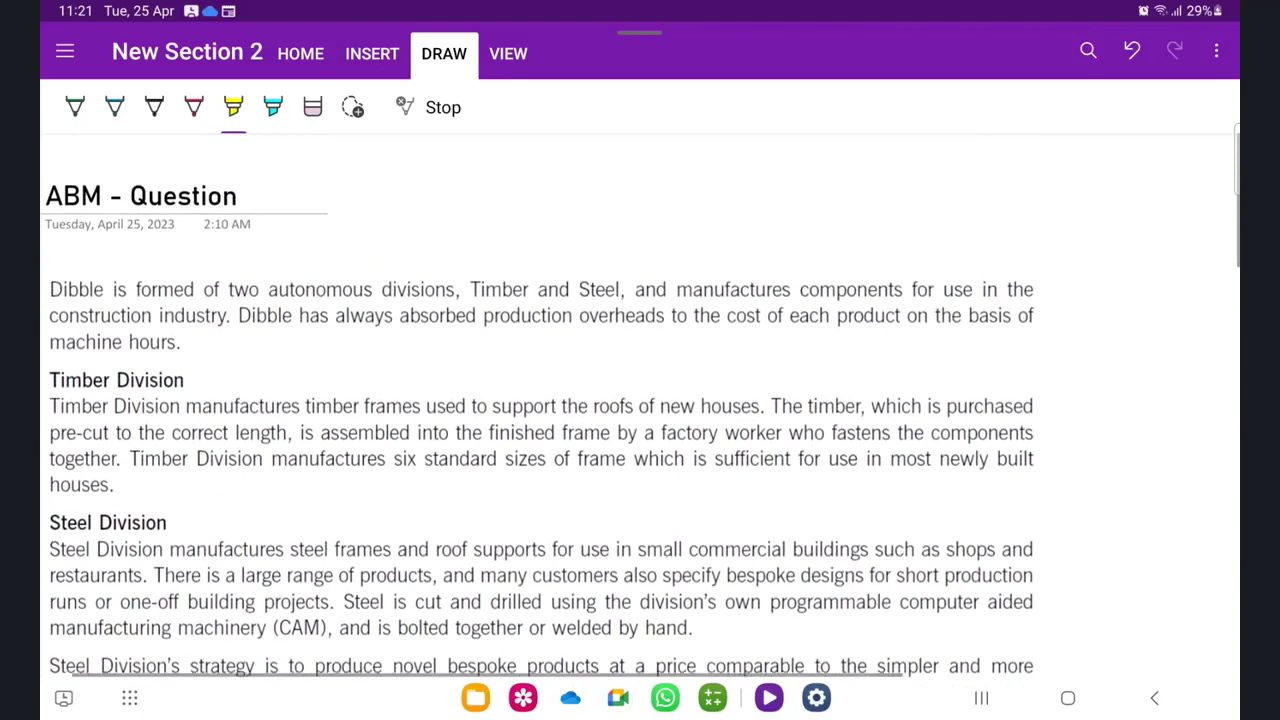 11:21 Tue, 25 Apr 29%
New Section 2 HOME INSERT DRAW VIEW
Stop
ABM - Question
Tuesday, April 25, 2023 2:10 AM
Dibble is formed of two autonomous divisions, Timber and Steel, and manufactures components for use in the
construction industry. Dibble has always absorbed production overheads to the cost of each product on the basis of
machine hours.
Timber Division
Timber Division manufactures timber frames used to support the roofs of new houses. The timber, which is purchased
pre-cut to the correct length, is assembled into the finished frame by a factory worker who fastens the components
together. Timber Division manufactures six standard sizes of frame which is sufficient for use in most newly built
houses.
Steel Division
Steel Division manufactures steel frames and roof supports for use in small commercial buildings such as shops and
restaurants. There is a large range of products, and many customers also specify bespoke designs for short production
runs or one-off building projects. Steel is cut and drilled using the division's own programmable computer aided
manufacturing machinery (CAM), and is bolted together or welded by hand.
Steel Division's strategy is to produce novel bespoke products at a price comparable to the simpler and more